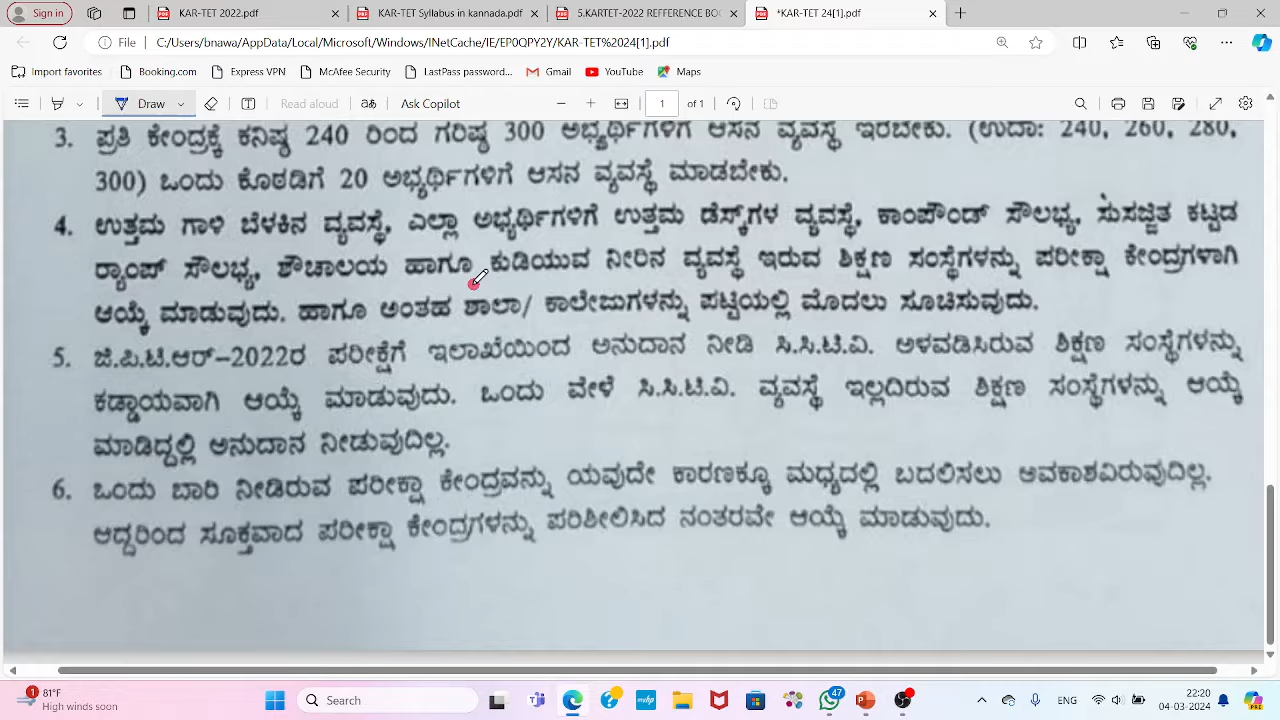 Sign in
KAR-TET 2022.pdf
KAR-TET Syllabus in kannada.pdf
5.KARTET-2022 REFFERENCE BO
*KAR-TET 24[1].pdf
File C:/Users/bnawa/AppData/Local/Microsoft/Windows/INetCache/IE/EP0QPY2Y/KAR-TET%2024[1].pdf
Import favorites Booking.com Express VPN McAfee Security LastPass password... Gmail YouTube Maps
Draw Read aloud Ask Copilot 1 of 1
3. ಪ್ರತಿ ಕೇಂದ್ರಕ್ಕೆ ಕನಿಷ್ಠ 240 ರಿಂದ ಗರಿಷ್ಠ 300 ಅಭ್ಯರ್ಥಿಗಳಿಗೆ ಆಸನ ವ್ಯವಸ್ಥೆ ಇರಬೇಕು. (ಉದಾ: 240, 260, 280,
300) ಒಂದು ಕೊಠಡಿಗೆ 20 ಅಭ್ಯರ್ಥಿಗಳಿಗೆ ಆಸನ ವ್ಯವಸ್ಥೆ ಮಾಡಬೇಕು.
4. ಉತ್ತಮ ಗಾಳಿ ಬೆಳಕಿನ ವ್ಯವಸ್ಥೆ, ಎಲ್ಲಾ ಅಭ್ಯರ್ಥಿಗಳಿಗೆ ಉತ್ತಮ ಡೆಸ್ಕ್‌ಗಳ ವ್ಯವಸ್ಥೆ, ಕಾಂಪೌಂಡ್ ಸೌಲಭ್ಯ, ಸುಸಜ್ಜಿತ ಕಟ್ಟಡ
ರ‍್ಯಾಂಪ್ ಸೌಲಭ್ಯ, ಶೌಚಾಲಯ ಹಾಗೂ ಕುಡಿಯುವ ನೀರಿನ ವ್ಯವಸ್ಥೆ ಇರುವ ಶಿಕ್ಷಣ ಸಂಸ್ಥೆಗಳನ್ನು ಪರೀಕ್ಷಾ ಕೇಂದ್ರಗಳಾಗಿ
ಆಯ್ಕೆ ಮಾಡುವುದು. ಹಾಗೂ ಅಂತಹ ಶಾಲಾ/ ಕಾಲೇಜುಗಳನ್ನು ಪಟ್ಟಿಯಲ್ಲಿ ಮೊದಲು ಸೂಚಿಸುವುದು.
5. ಜಿ.ಪಿ.ಟಿ.ಆರ್-2022ರ ಪರೀಕ್ಷೆಗೆ ಇಲಾಖೆಯಿಂದ ಅನುದಾನ ನೀಡಿ ಸಿ.ಸಿ.ಟಿ.ವಿ. ಅಳವಡಿಸಿರುವ ಶಿಕ್ಷಣ ಸಂಸ್ಥೆಗಳನ್ನು
ಕಡ್ಡಾಯವಾಗಿ ಆಯ್ಕೆ ಮಾಡುವುದು. ಒಂದು ವೇಳೆ ಸಿ.ಸಿ.ಟಿ.ವಿ. ವ್ಯವಸ್ಥೆ ಇಲ್ಲದಿರುವ ಶಿಕ್ಷಣ ಸಂಸ್ಥೆಗಳನ್ನು ಆಯ್ಕೆ
ಮಾಡಿದ್ದಲ್ಲಿ ಅನುದಾನ ನೀಡುವುದಿಲ್ಲ.
6. ಒಂದು ಬಾರಿ ನೀಡಿರುವ ಪರೀಕ್ಷಾ ಕೇಂದ್ರವನ್ನು ಯವುದೇ ಕಾರಣಕ್ಕೂ ಮಧ್ಯದಲ್ಲಿ ಬದಲಿಸಲು ಅವಕಾಶವಿರುವುದಿಲ್ಲ.
ಆದ್ದರಿಂದ ಸೂಕ್ತವಾದ ಪರೀಕ್ಷಾ ಕೇಂದ್ರಗಳನ್ನು ಪರಿಶೀಲಿಸಿದ ನಂತರವೇ ಆಯ್ಕೆ ಮಾಡುವುದು.
1 81°F
High winds soon
Search
47
ENG
13:20
04-03-2024